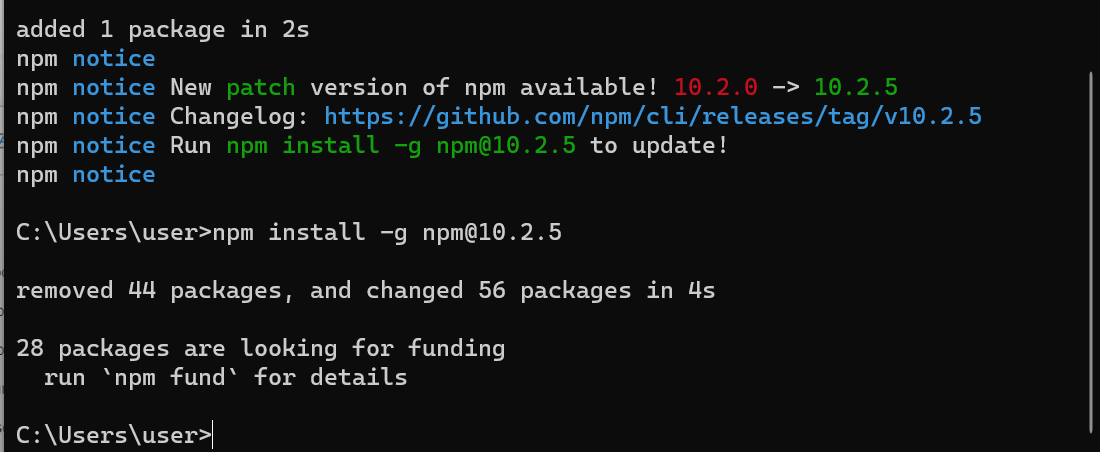 added 1 package in 2s
npm notice
npm notice New patch version of npm available! 10.2.0 -> 10.2.5
npm notice Changelog: https://github.com/npm/cli/releases/tag/v10.2.5
npm notice Run npm install -g npm@10.2.5 to update!
npm notice
C:\Users\user>npm install -g npm@10.2.5
removed 44 packages, and changed 56 packages in 4s
28 packages are looking for funding
  run `npm fund` for details
C:\Users\user>